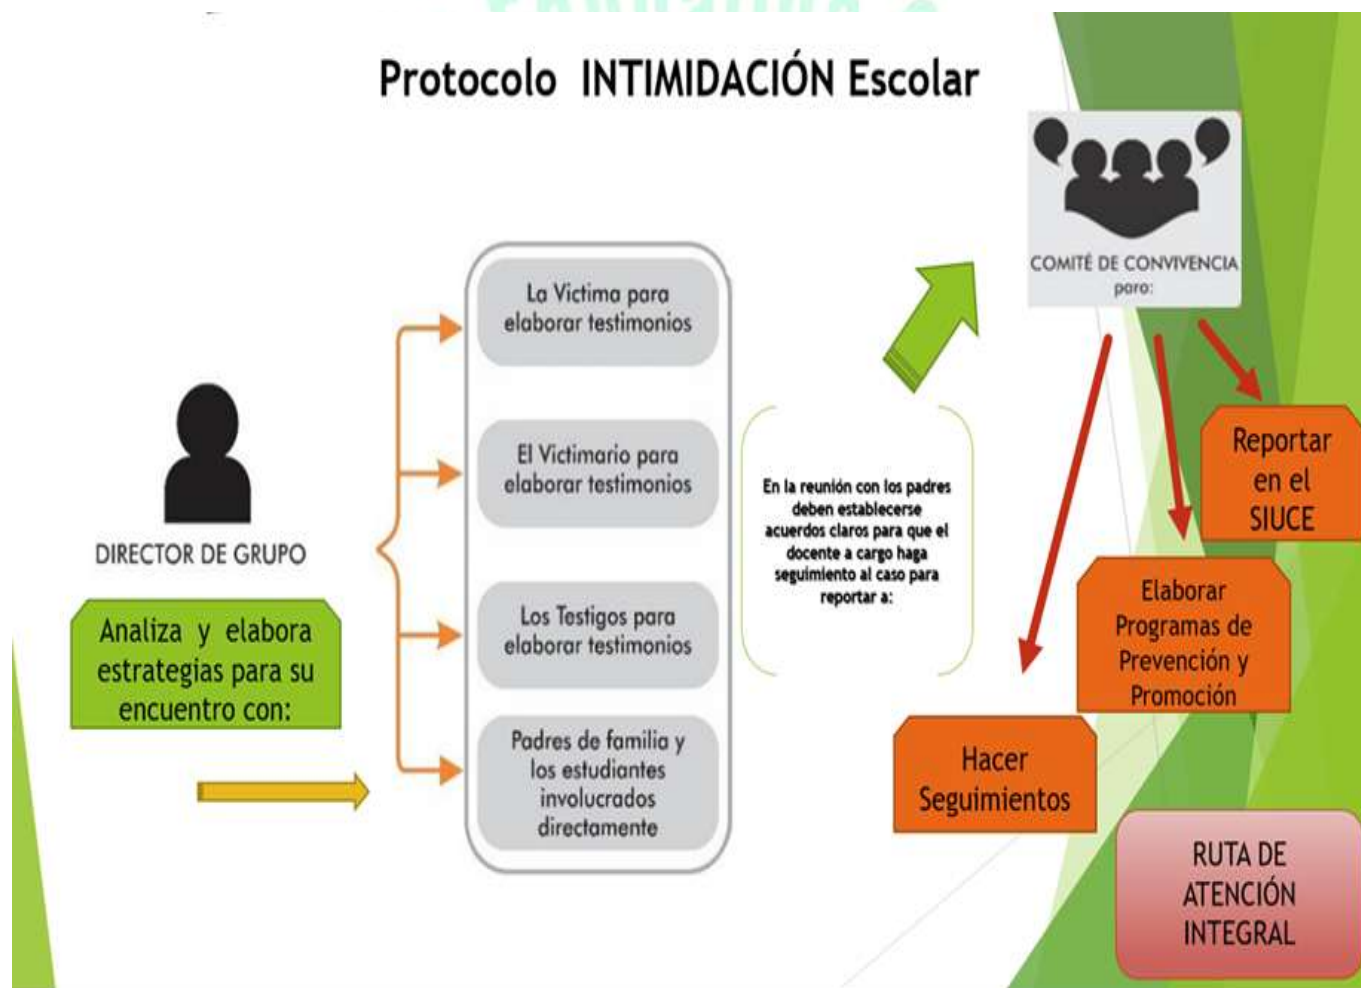 Protocolo INTIMIDACIÓN Escolar
COMITÉ DE CONVIVENCIA
para:
La Victima para
elaborar testimonios
El Victimario para
elaborar testimonios
Los Testigos para
elaborar testimonios
Padres de familia y
los estudiantes
involucrados
directamente
DIRECTOR DE GRUPO
Analiza y elabora
estrategias para su
encuentro con:
En la reunión con los padres
deben establecerse
acuerdos claros para que el
docente a cargo haga
seguimiento al caso para
reportar a:
Reportar
en el
SIUCE
Elaborar
Programas de
Prevención y
Promoción
Hacer
Seguimientos
RUTA DE
ATENCIÓN
INTEGRAL